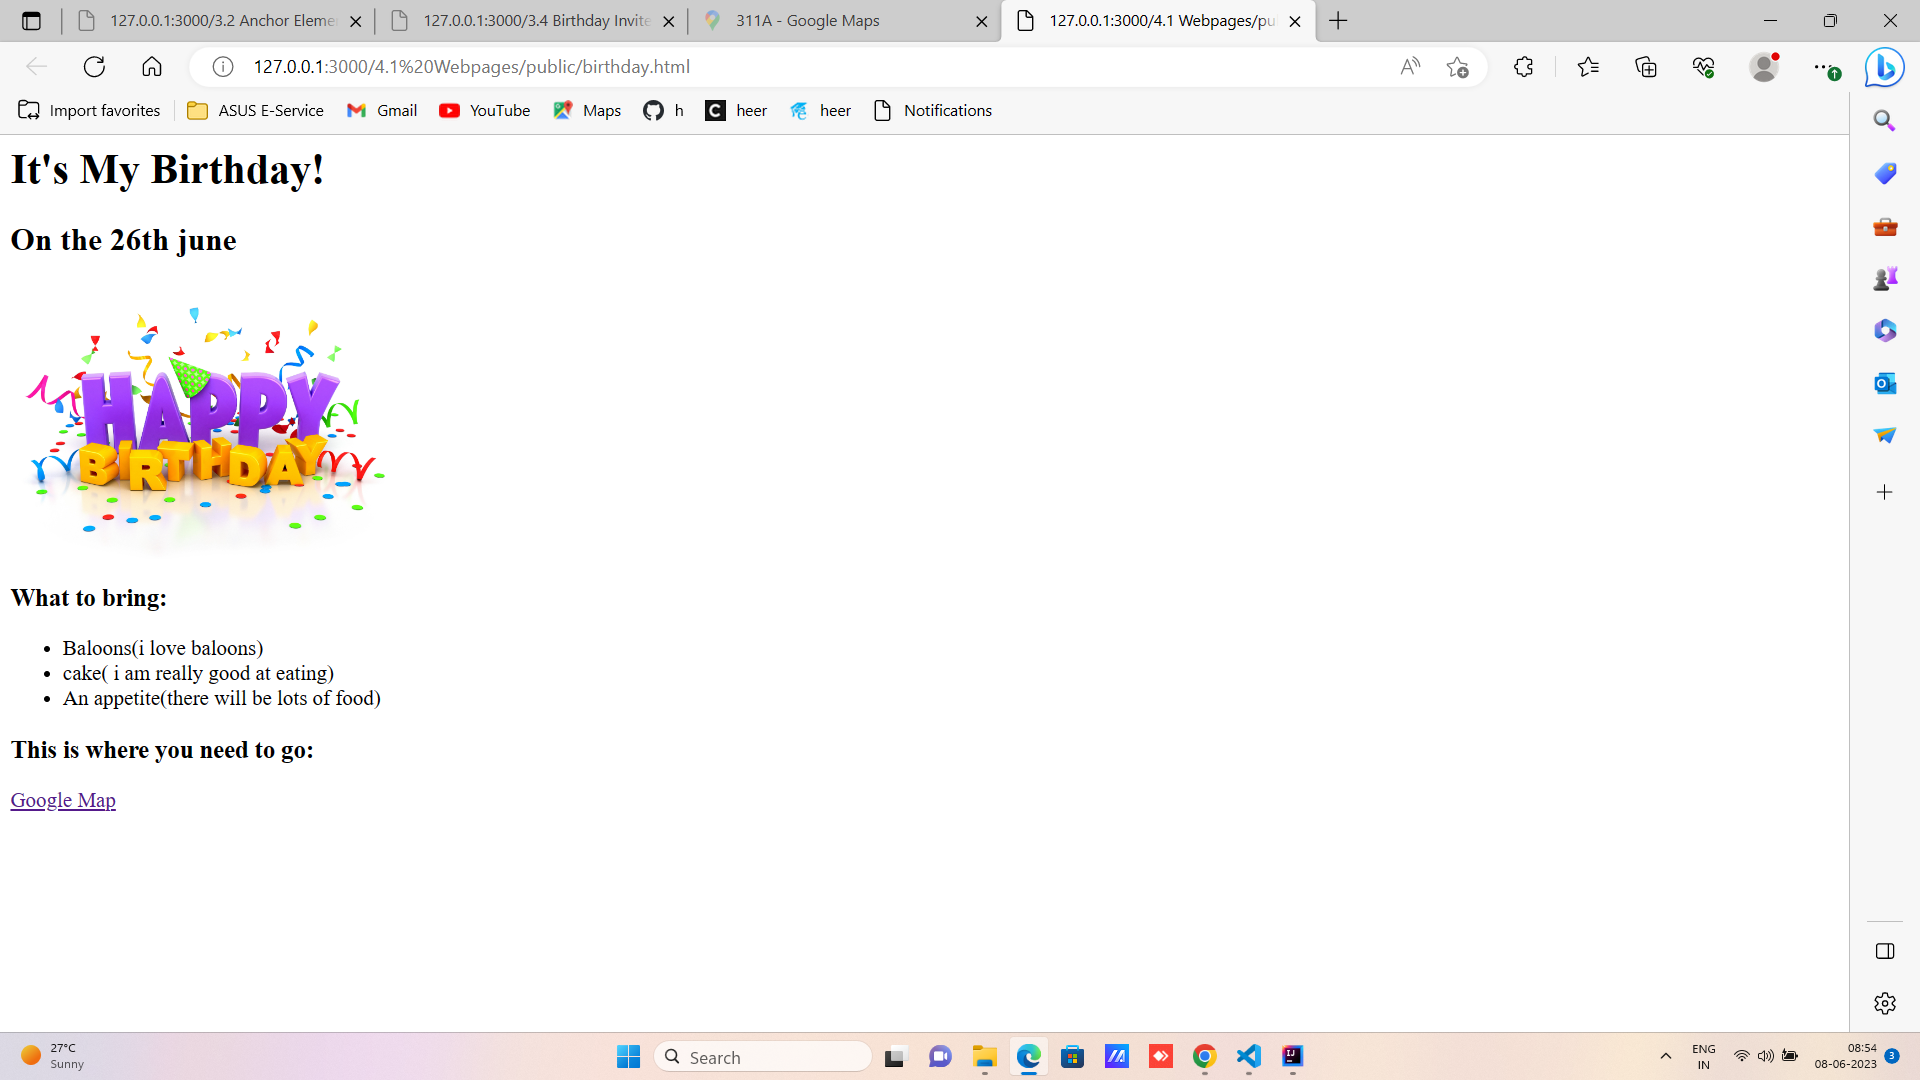 127.0.0.1:3000/3.2 Anchor Eleme
127.0.0.1:3000/3.4 Birthday Invite
311A - Google Maps
127.0.0.1:3000/4.1 Webpages/pu
127.0.0.1:3000/4.1%20Webpages/public/birthday.html
Import favorites
ASUS E-Service
Gmail
YouTube
Maps
h
heer
heer
Notifications
It's My Birthday!
On the 26th june
HAPPY
BIRTHDAY
What to bring:
Baloons(i love baloons)
cake( i am really good at eating)
An appetite(there will be lots of food)
This is where you need to go:
Google Map
27°C
Sunny
Search
ENG
IN
08:54
08-06-2023
3